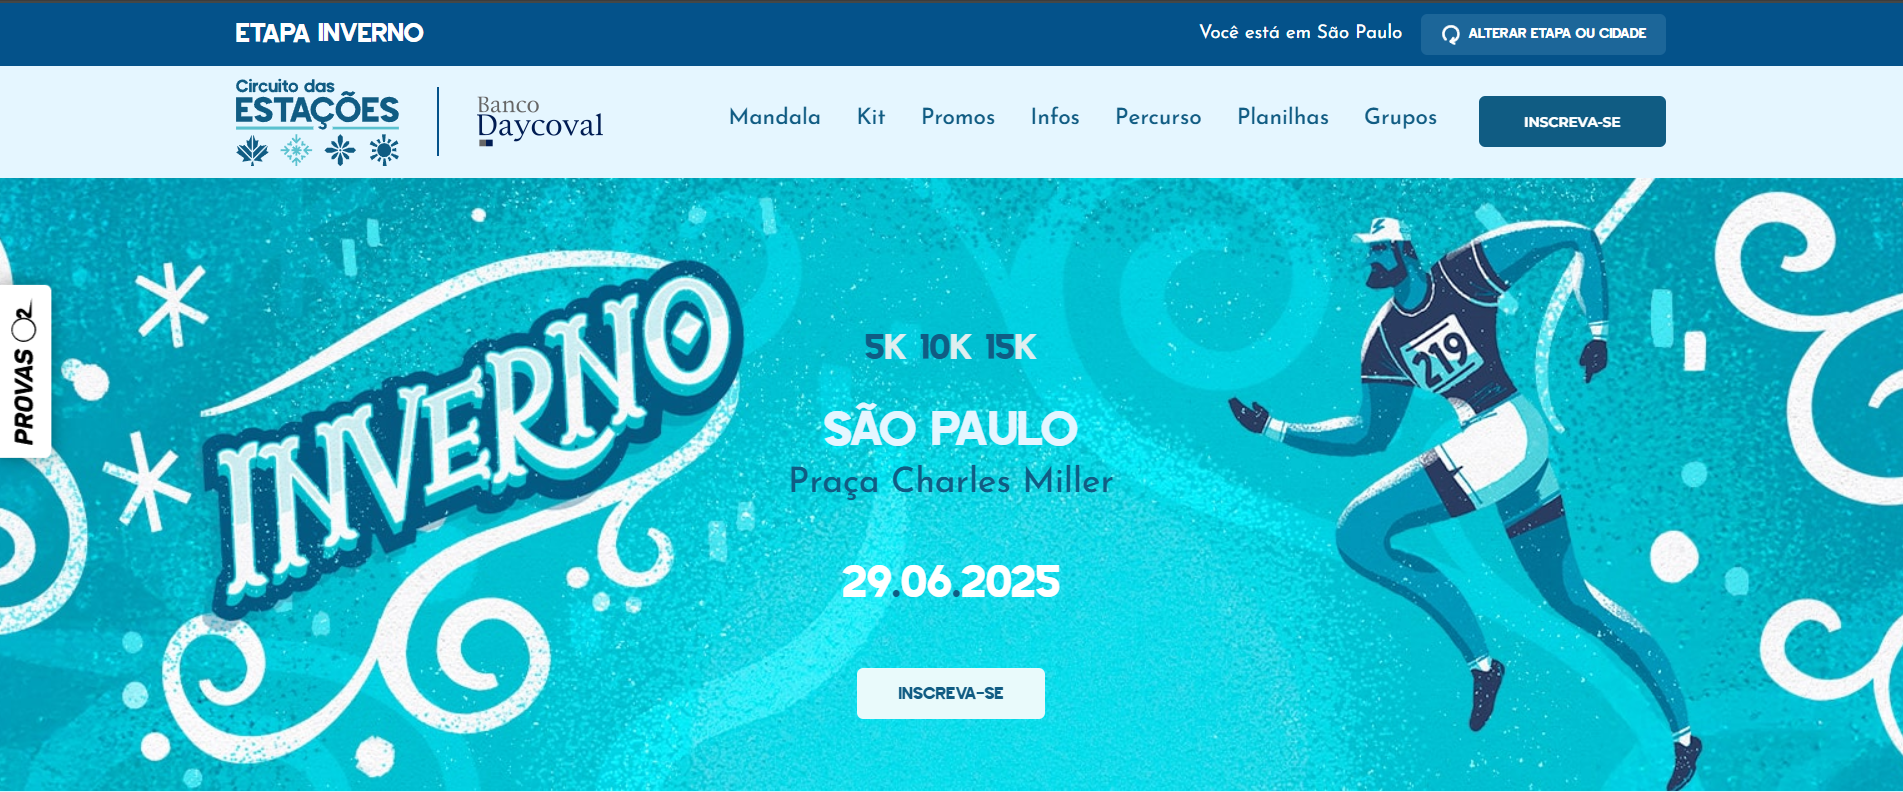 ETAPA INVERNO
Você está em São Paulo
ALTERAR ETAPA OU CIDADE
Circuito das
ESTAÇÕES
Banco
Daycoval
Mandala Kit Promos Infos Percurso Planilhas Grupos
INSCREVA-SE
PROVAS O2
INVERNO
5K 10K 15K
SÃO PAULO
Praça Charles Miller
29.06.2025
INSCREVA-SE
219